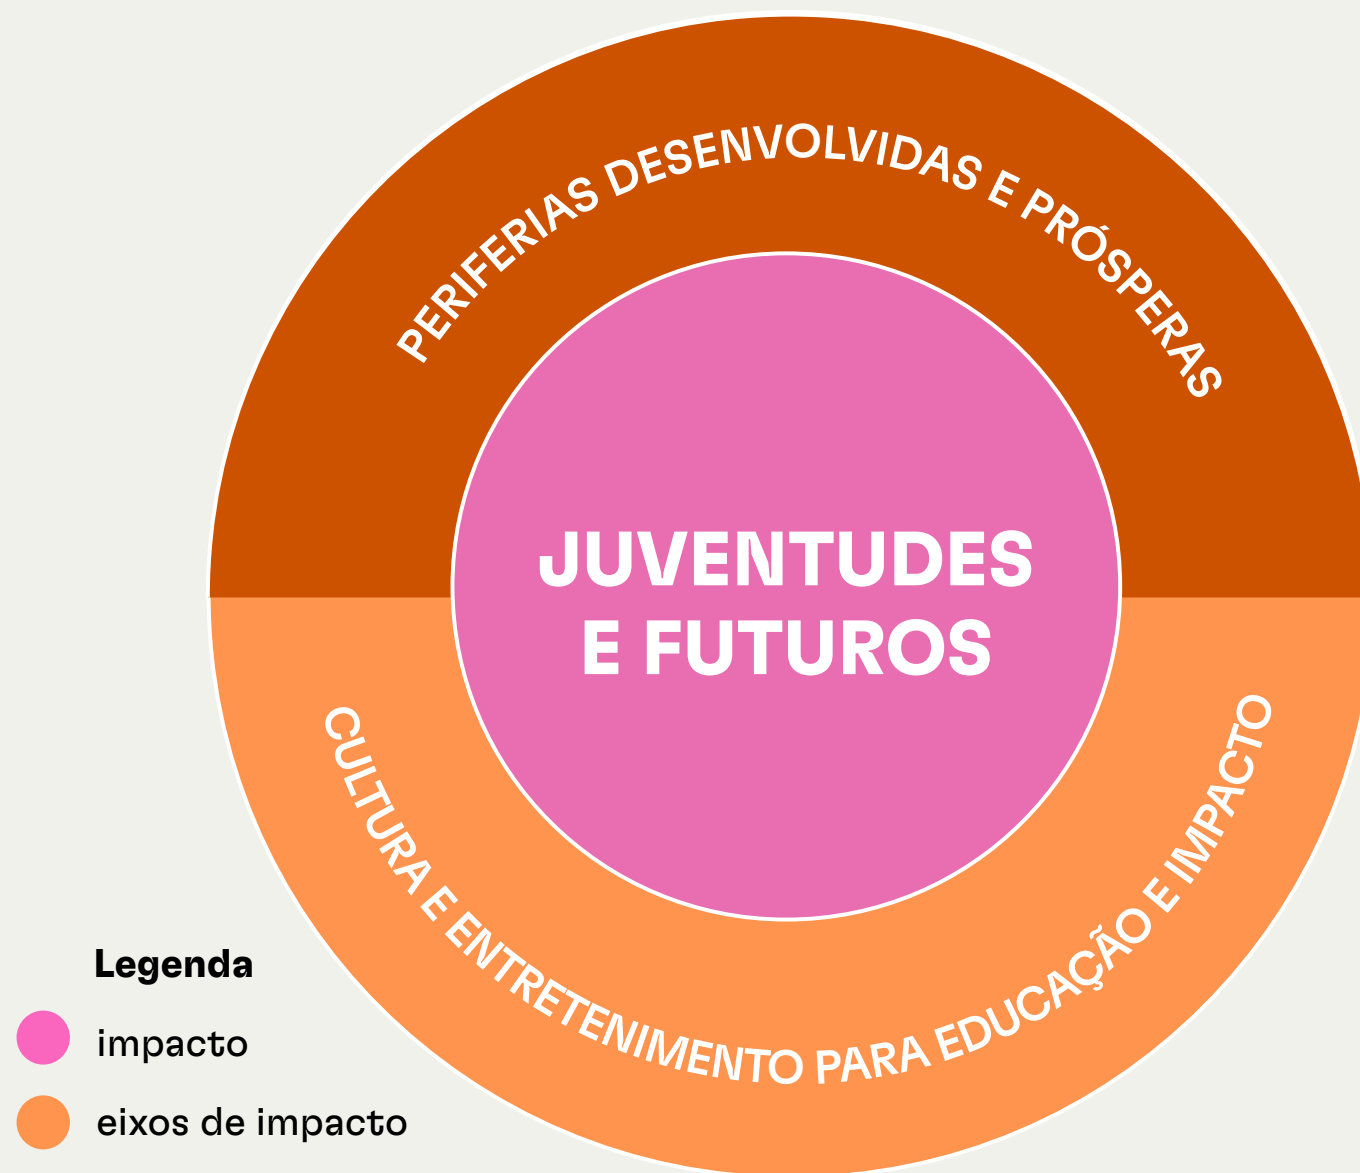 PERIFERIAS DESENVOLVIDAS E PRÓSPERAS
JUVENTUDES
E FUTUROS
CULTURA E ENTRETENIMENTO PARA EDUCAÇÃO E IMPACTO
Legenda
impacto
eixos de impacto